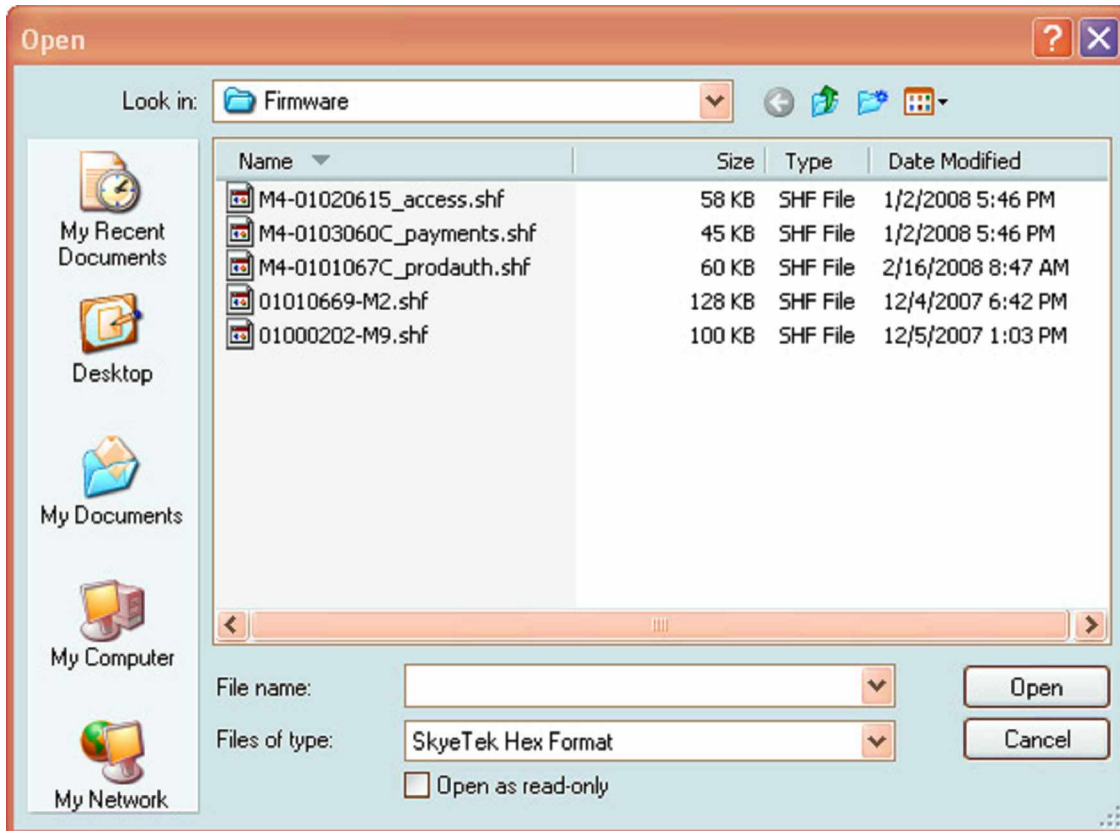 Open
Look in: Firmware
Name Size Type Date Modified
M4-01020615_access.shf 58 KB SHF File 1/2/2008 5:46 PM
M4-0103060C_payments.shf 45 KB SHF File 1/2/2008 5:46 PM
M4-0101067C_prodauth.shf 60 KB SHF File 2/16/2008 8:47 AM
01010669-M2.shf 128 KB SHF File 12/4/2007 6:42 PM
01000202-M9.shf 100 KB SHF File 12/5/2007 1:03 PM
My Recent
Documents
Desktop
My Documents
My Computer
My Network
File name: Open
Files of type: SkyeTek Hex Format Cancel
Open as read-only